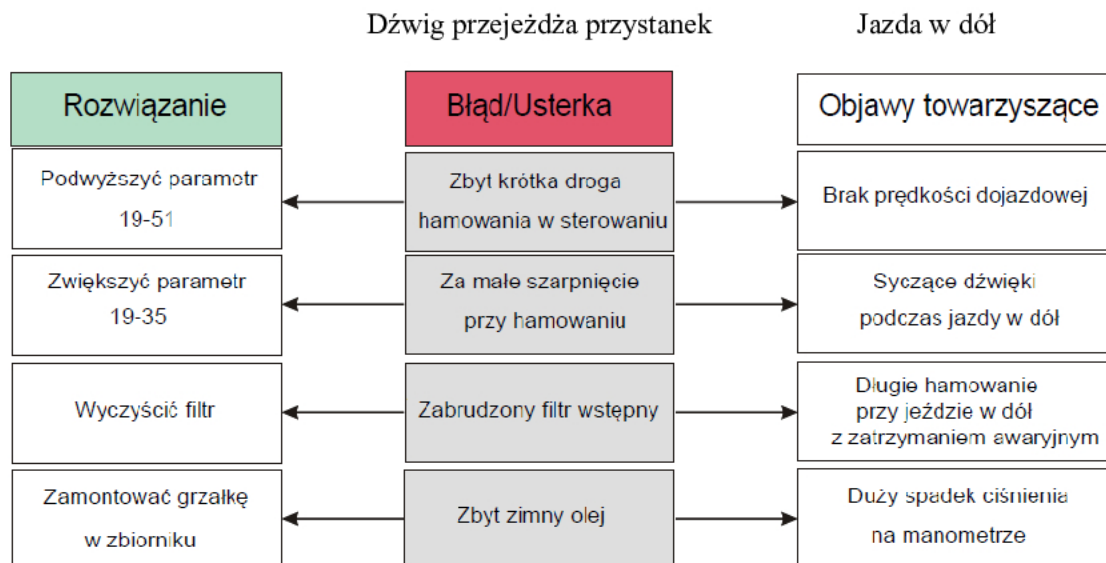 Dźwig przejeżdża przystanek
Jazda w dół
Rozwiązanie
Błąd/Usterka
Objawy towarzyszące
Podwyższyć paramotr
19-51
Zbyt krótka droga
hamowania w sterowaniu
Brak prędkości dojazdowej
Zwiększyć parametr
19-35
Za małe szarpnięcie
przy hamowaniu
Syczące dźwięki
podczas jazdy w dół
Wyczyścić filtr
Zabrudzony filtr wstępny
Długie hamowanie
przy jeździe w dół
z zatrzymaniem awaryjnym
Zamontować grzałkę
w zbiorniku
Zbyt zimny olej
Duży spadek ciśnienia
na manometrze